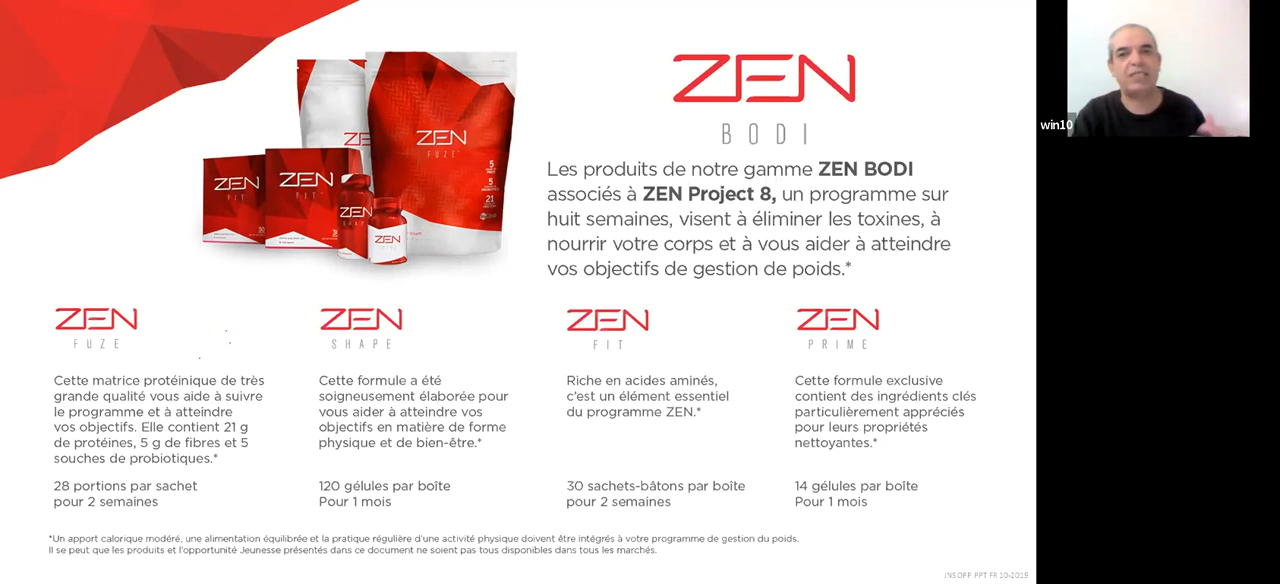 ZEN
BODI
Les produits de notre gamme ZEN BODI
associés à ZEN Project 8, un programme sur
huit semaines, visent à éliminer les toxines, à
nourrir votre corps et à vous aider à atteindre
vos objectifs de gestion de poids.*
ZEN
ZEN
FUZE
5
5
21
ZEN
FIT
30
ZEN
FIT
ZEN
ZEN
win10
ZEN
FUZE
Cette matrice protéinique de très
grande qualité vous aide à suivre
le programme et à atteindre
vos objectifs. Elle contient 21 g
de protéines, 5 g de fibres et 5
souches de probiotiques.*
28 portions par sachet
pour 2 semaines
ZEN
SHAPE
Cette formule a été
soigneusement élaborée pour
vous aider à atteindre vos
objectifs en matière de forme
physique et de bien-être.*
120 gélules par boîte
Pour 1 mois
ZEN
FIT
Riche en acides aminés,
c'est un élément essentiel
du programme ZEN.*
30 sachets-bâtons par boîte
pour 2 semaines
ZEN
PRIME
Cette formule exclusive
contient des ingrédients clés
particulièrement appréciés
pour leurs propriétés
nettoyantes.*
14 gélules par boîte
Pour 1 mois
*Un apport calorique modéré, une alimentation équilibrée et la pratique régulière d'une activité physique doivent être intégrés à votre programme de gestion du poids.
Il se peut que les produits et l'opportunité Jeunesse présentés dans ce document ne soient pas tous disponibles dans tous les marchés.
JNS OFF PPT FR 10-2019